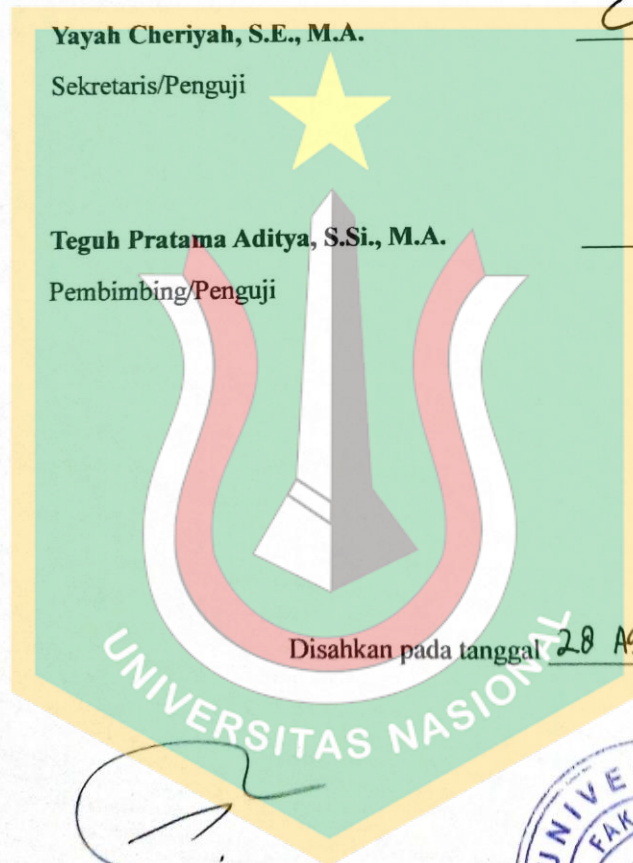 Yayah Cheriyah, S.E., M.A.
Sekretaris/Penguji
Teguh Pratama Aditya, S.Si., M.A.
Pembimbing/Penguji
Disahkan pada tanggal 28
UNIVERSITAS NASIONAL